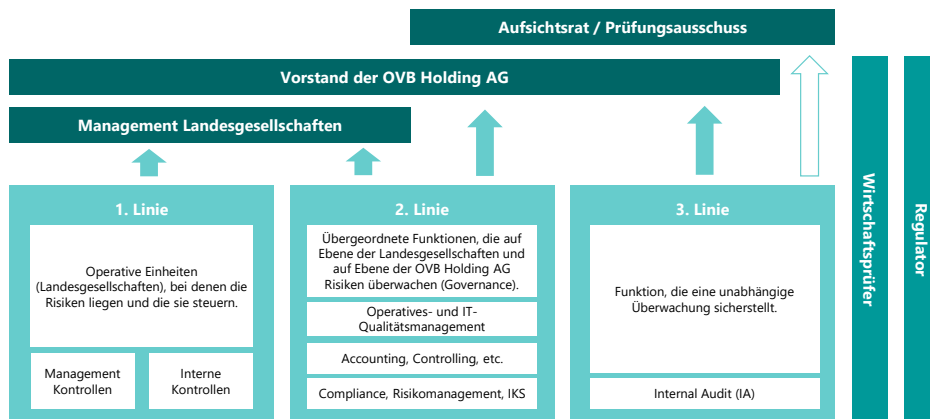 Aufsichtsrat / Prüfungsausschuss
Vorstand der OVB Holding AG
Management Landesgesellschaften
1. Linie
Operative Einheiten
(Landesgesellschaften), bei denen die
Risiken liegen und die sie steuern.
Management
Kontrollen
Interne
Kontrollen
2. Linie
Übergeordnete Funktionen, die auf
Ebene der Landesgesellschaften und
auf Ebene der OVB Holding AG
Risiken überwachen (Governance).
Operatives- und IT-
Qualitätsmanagement
Accounting, Controlling, etc.
Compliance, Risikomanagement, IKS
3. Linie
Funktion, die eine unabhängige
Überwachung sicherstellt.
Internal Audit (IA)
Wirtschaftsprüfer
Regulator